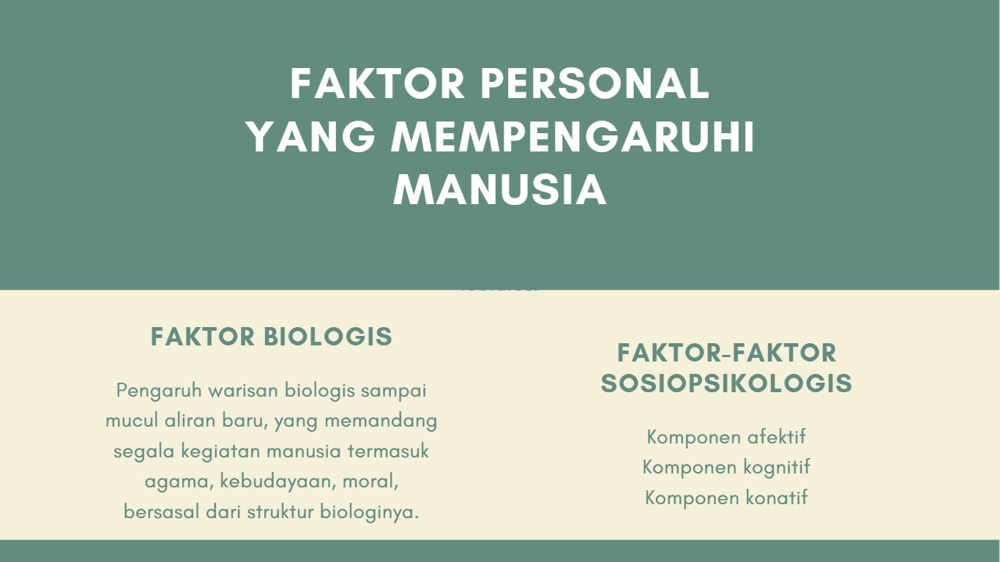 FAKTOR PERSONAL
YANG MEMPENGARUHI
MANUSIA
FAKTOR BIOLOGIS
Pengaruh warisan biologis sampai
mucul aliran baru, yang memandang
segala kegiatan manusia termasuk
agama, kebudayaan, moral,
bersasal dari struktur biologinya.
FAKTOR-FAKTOR
SOSIOPSIKOLOGIS
Komponen afektif
Komponen kognitif
Komponen konatif